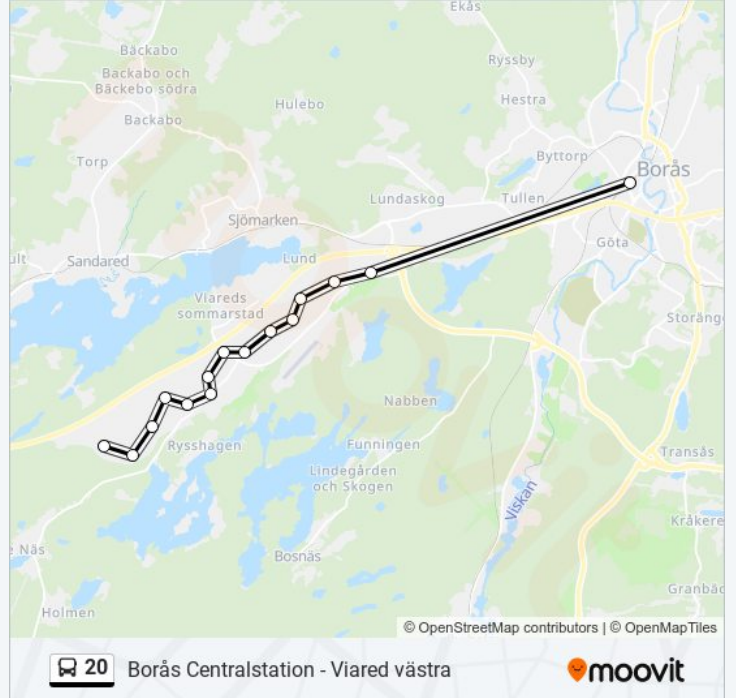 Ekås
Bäckabo
Ryssby
Backabo och
Bäckebo södra
Hulebo
Hestra
Backabo
Byttorp
Torp
Borås
Lundaskog
Tullen
Sjömarken
Göta
ult
Sandared
Lund
Viareds
sommarstad
Storäng
Nabben
Rysshagen
Funningen
Transås
Lindegården
och Skogen
Viskan
Kråkere
e Näs
Bosnäs
Granbäc
Holmen
© OpenStreetMap contributors | © OpenMapTiles
20 Borås Centralstation - Viared västra
moovit